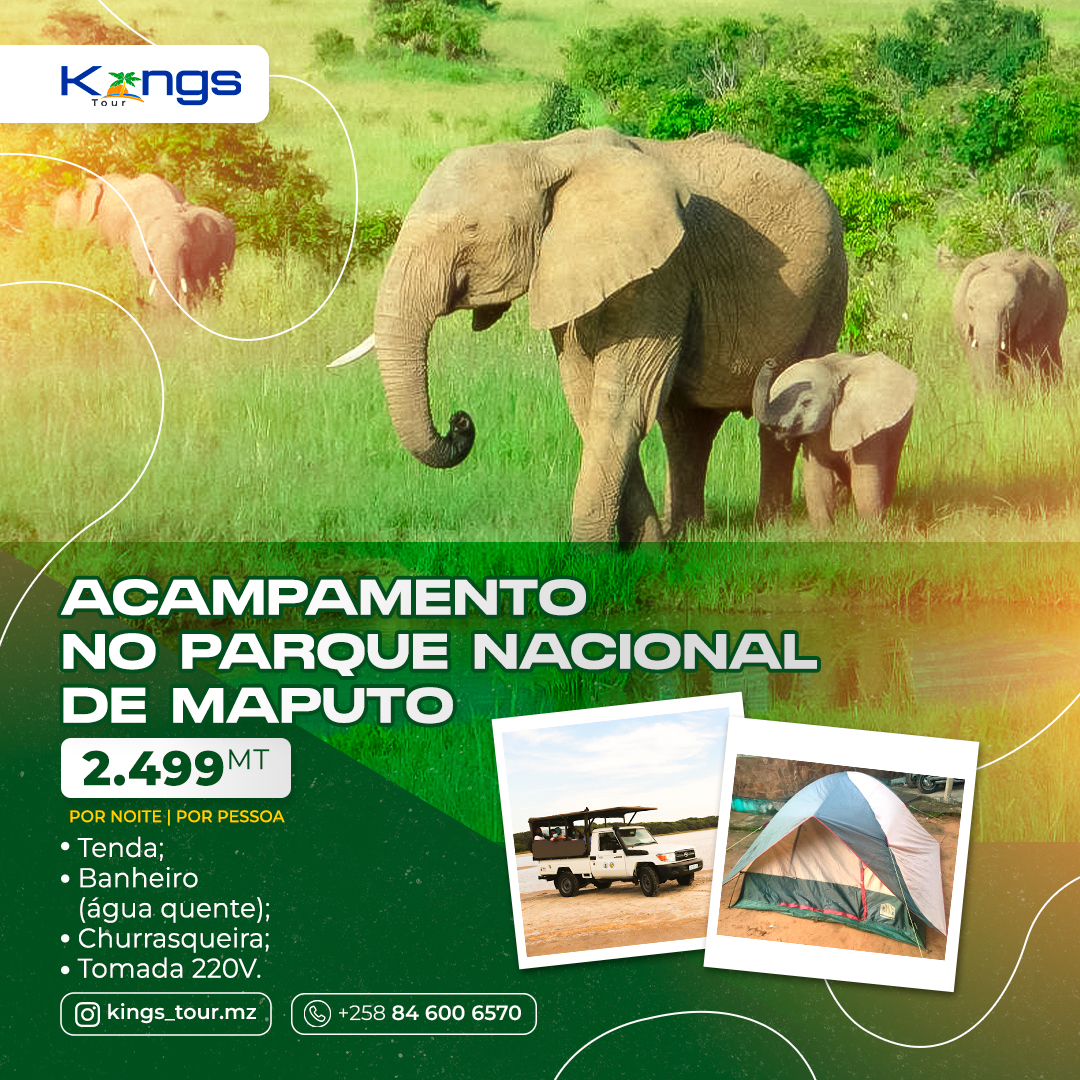 Kings
Tour
ACAMPAMENTO
NO PARQUE NACIONAL
DE MAPUTO
2.499MT
POR NOITE | POR PESSOA
• Tenda;
• Banheiro
(água quente);
• Churrasqueira;
• Tomada 220V.
kings_tour.mz
+258 84 600 6570